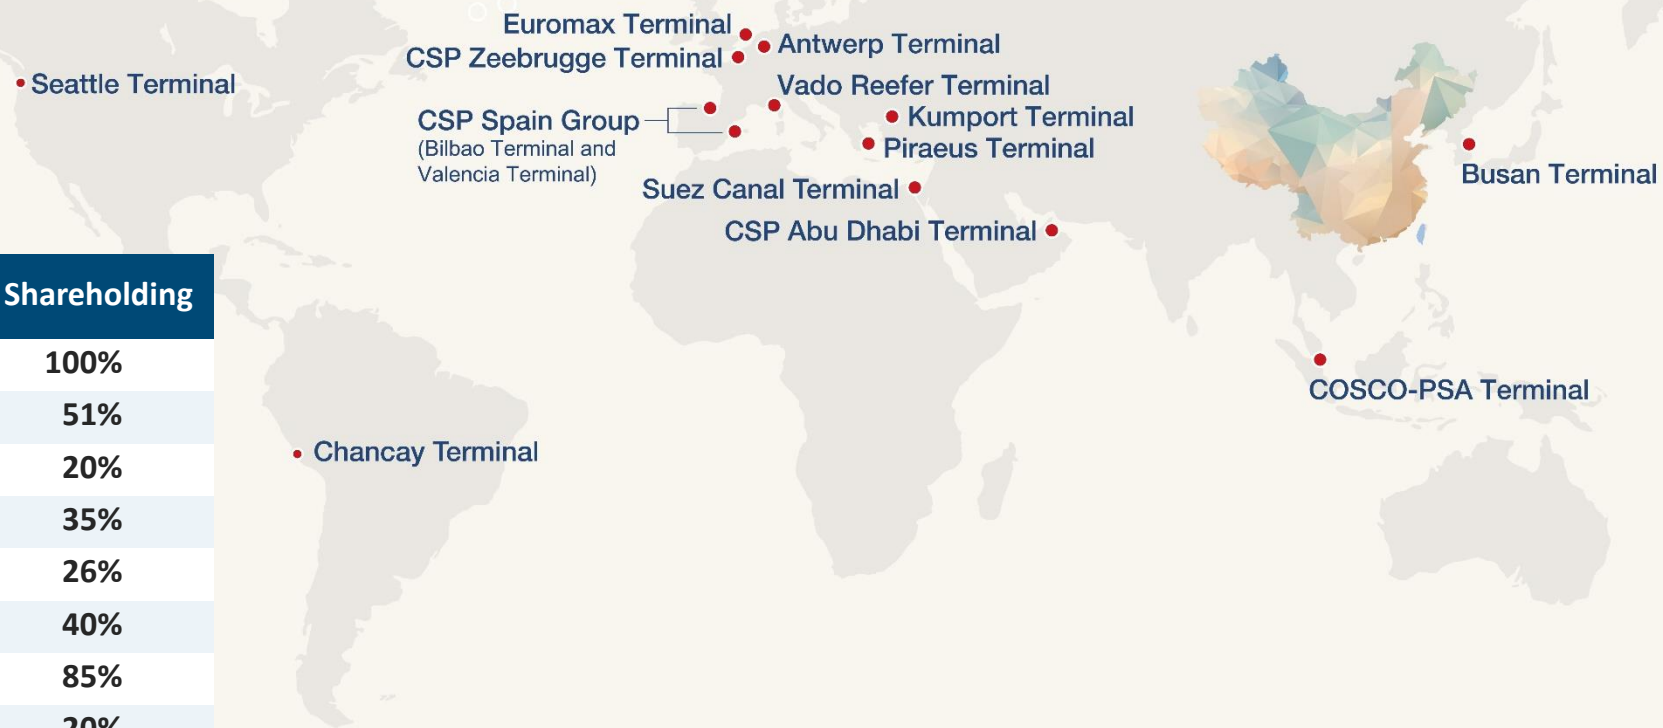 Euromax Terminal
Antwerp Terminal
CSP Zeebrugge Terminal
Seattle Terminal
Vado Reefer Terminal
CSP Spain Group
(Bilbao Terminal and
Valencia Terminal)
Kumport Terminal
Piraeus Terminal
Busan Terminal
Suez Canal Terminal
CSP Abu Dhabi Terminal
COSCO-PSA Terminal
Chancay Terminal
Shareholding
100%
51%
20%
35%
26%
40%
85%
20%